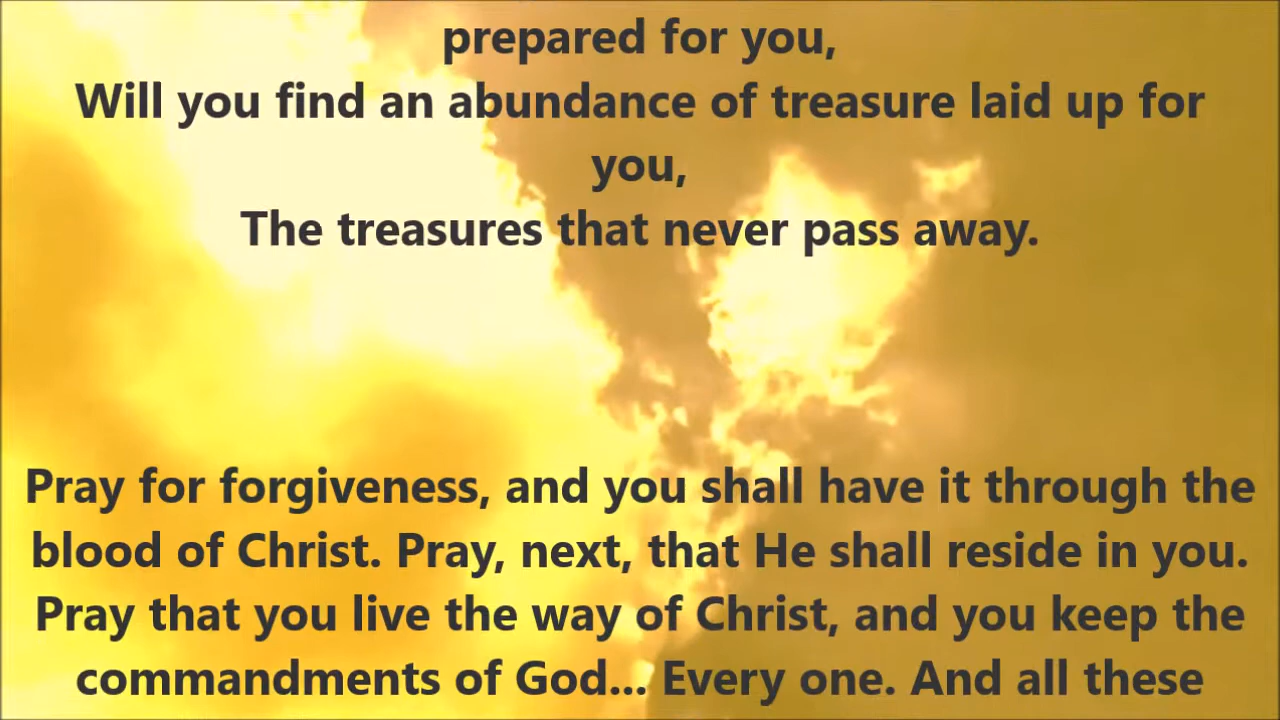 prepared for you,
Will you find an abundance of treasure laid up for
you,
The treasures that never pass away.
Pray for forgiveness, and you shall have it through the
blood of Christ. Pray, next, that He shall reside in you.
Pray that you live the way of Christ, and you keep the
commandments of God... Every one. And all these